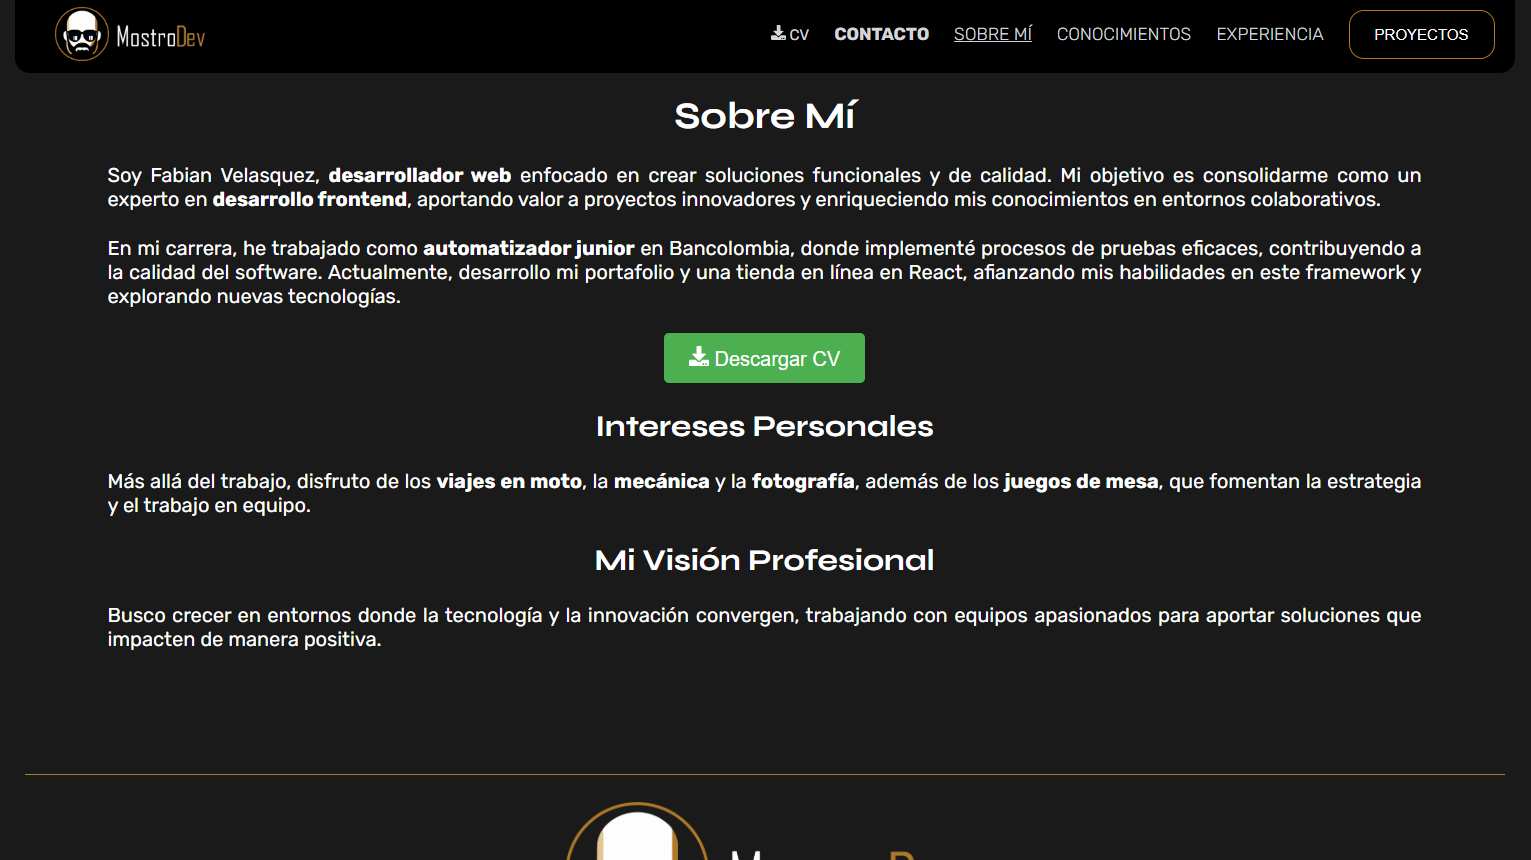 MostroDev
CV CONTACTO SOBRE MÍ CONOCIMIENTOS EXPERIENCIA PROYECTOS
Sobre Mí
Soy Fabian Velasquez, desarrollador web enfocado en crear soluciones funcionales y de calidad. Mi objetivo es consolidarme como un
experto en desarrollo frontend, aportando valor a proyectos innovadores y enriqueciendo mis conocimientos en entornos colaborativos.
En mi carrera, he trabajado como automatizador junior en Bancolombia, donde implementé procesos de pruebas eficaces, contribuyendo a
la calidad del software. Actualmente, desarrollo mi portafolio y una tienda en línea en React, afianzando mis habilidades en este framework y
explorando nuevas tecnologías.
Descargar CV
Intereses Personales
Más allá del trabajo, disfruto de los viajes en moto, la mecánica y la fotografía, además de los juegos de mesa, que fomentan la estrategia
y el trabajo en equipo.
Mi Visión Profesional
Busco crecer en entornos donde la tecnología y la innovación convergen, trabajando con equipos apasionados para aportar soluciones que
impacten de manera positiva.